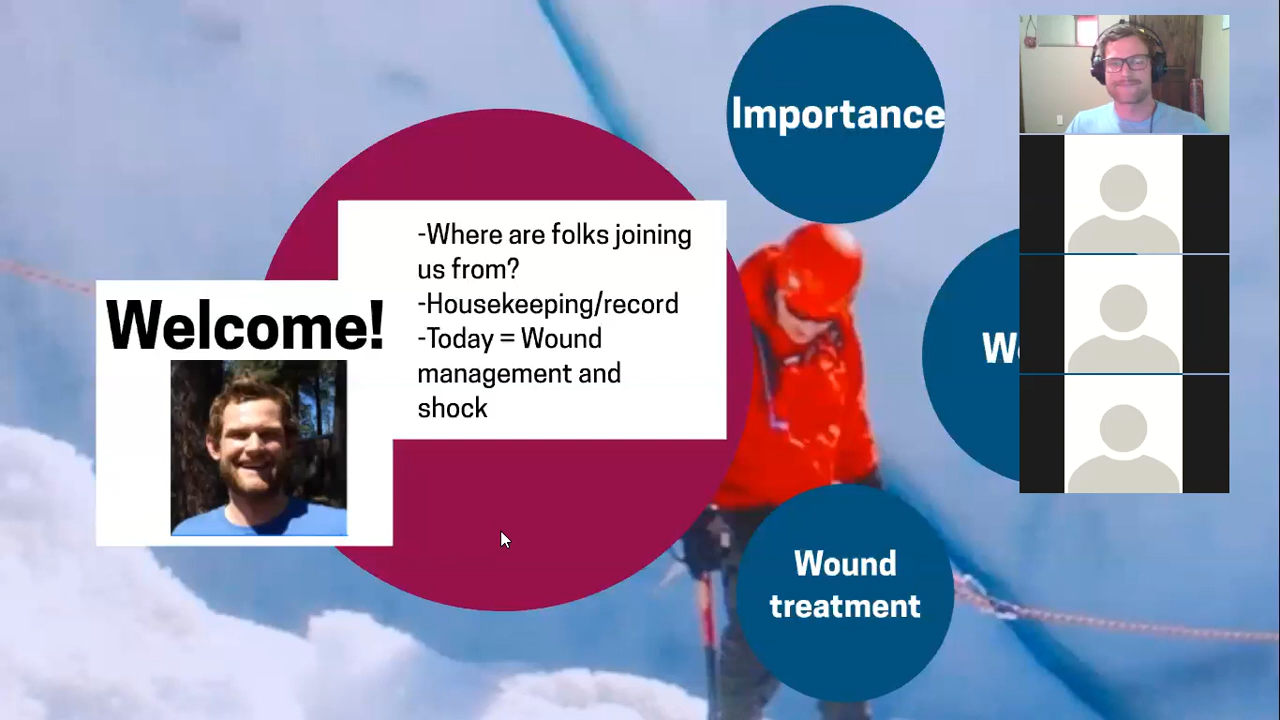 Importance
-Where are folks joining
us from?
-Housekeeping/record
-Today = Wound
management and
shock
Welcome!
Wound
treatment